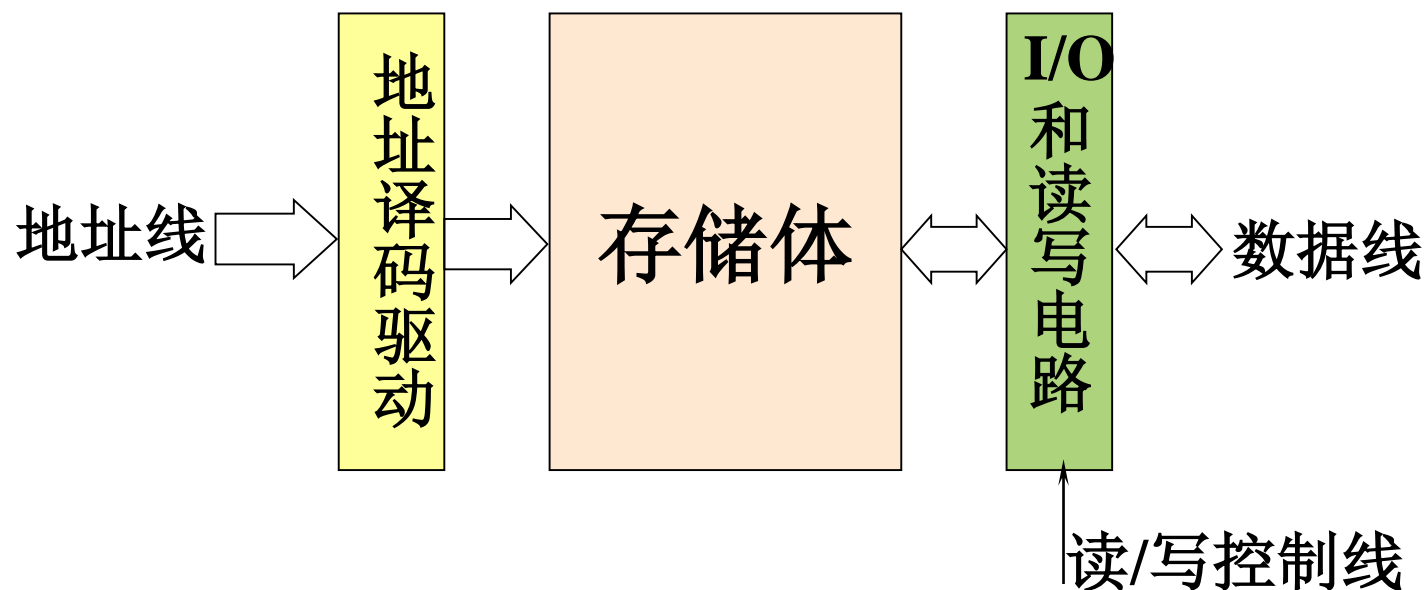 地址线
地址译码驱动
存储体
I/O和读写电路
数据线
读/写控制线